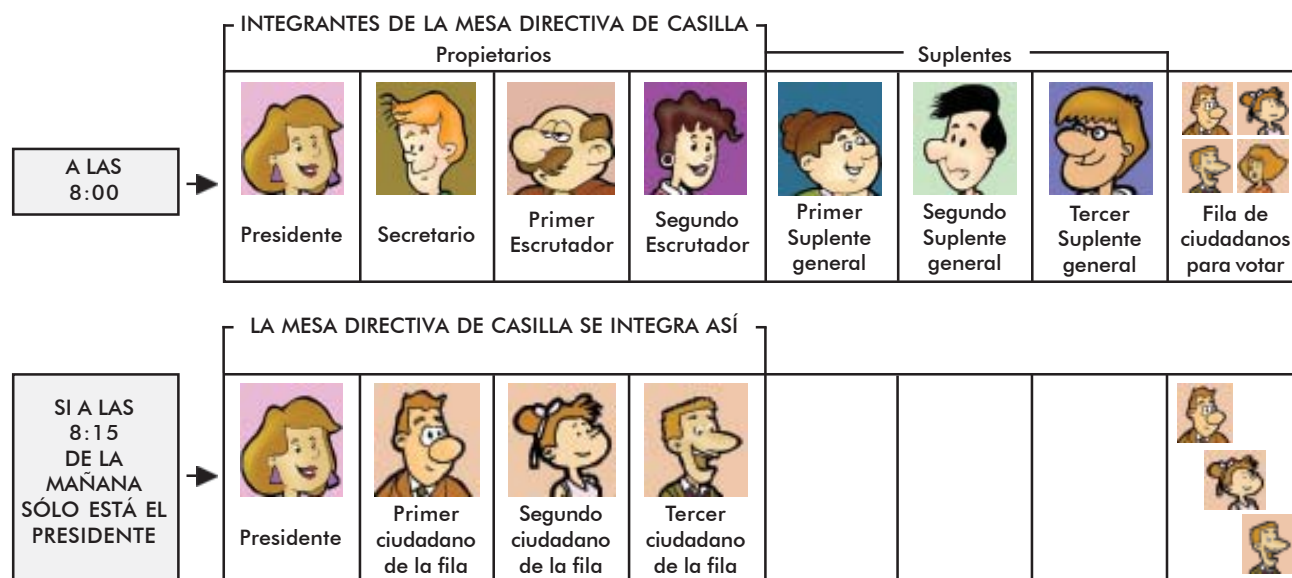 INTEGRANTES DE LA MESA DIRECTIVA DE CASILLA
Propietarios
Suplentes
A LAS
8:00
Presidente
Secretario
Primer
Escrutador
Segundo
Escrutador
Primer
Suplente
general
Segundo
Suplente
general
Tercer
Suplente
general
Fila de
ciudadanos
para votar
LA MESA DIRECTIVA DE CASILLA SE INTEGRA ASÍ
SI A LAS
8:15
DE LA
MAÑANA
SÓLO ESTÁ EL
PRESIDENTE
Presidente
Primer
ciudadano
de la fila
Segundo
ciudadano
de la fila
Tercer
ciudadano
de la fila